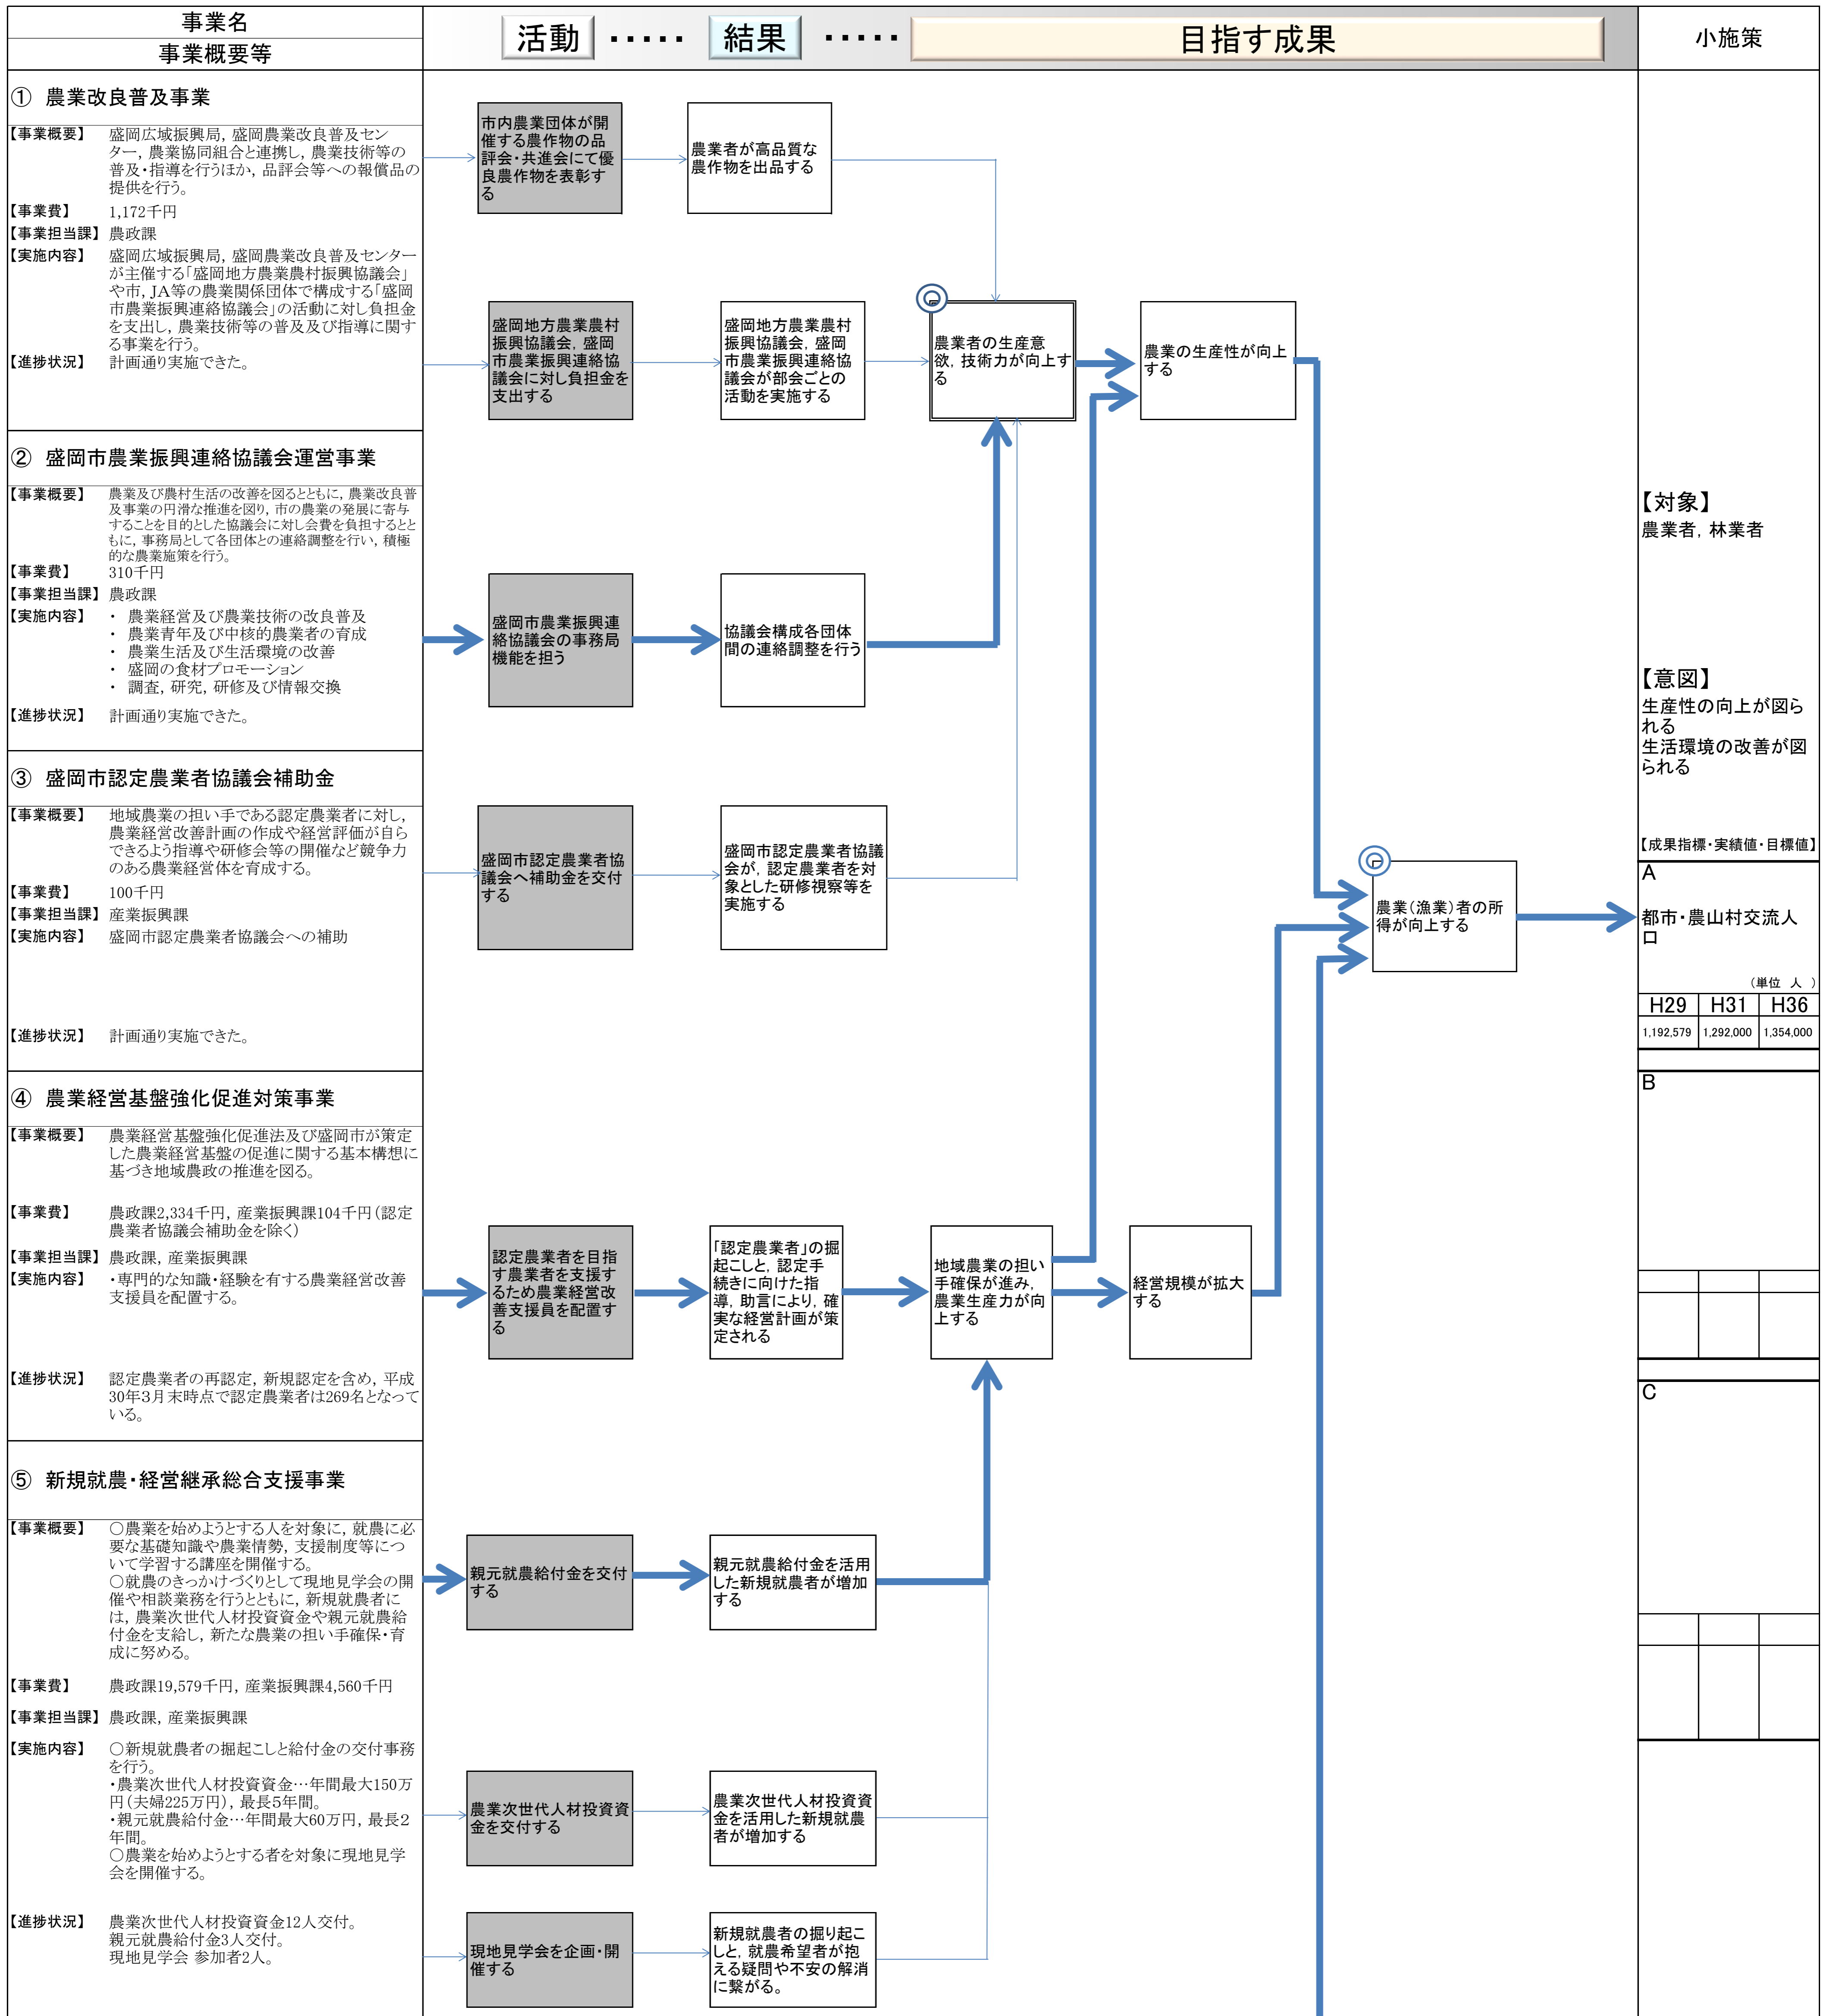 事業名
事業概要等
活動 ・・・・・ 結果 ・・・・・ 目指す成果
小施策
① 農業改良普及事業
【事業概要】 盛岡広域振興局，盛岡農業改良普及セン
ター，農業協同組合と連携し，農業技術等の
普及・指導を行うほか，品評会等への報償品の
提供を行う。
【事業費】 1,172千円
【事業担当課】 農政課
【実施内容】 盛岡広域振興局，盛岡農業改良普及センター
が主催する「盛岡地方農業農村振興協議会」
や市，JA等の農業関係団体で構成する「盛岡
市農業振興連絡協議会」の活動に対し負担金
を支出し，農業技術等の普及及び指導に関す
る事業を行う。
【進捗状況】 計画通り実施できた。
市内農業団体が開
催する農作物の品
評会・共進会にて優
良農作物を表彰す
る
農業者が高品質な
農作物を出品する
盛岡地方農業農村
振興協議会，盛岡
市農業振興連絡協
議会に対し負担金を
支出する
盛岡地方農業農村
振興協議会，盛岡
市農業振興連絡協
議会が部会ごとの
活動を実施する
◎
農業者の生産意
欲，技術力が向上す
る
農業の生産性が向上
する
② 盛岡市農業振興連絡協議会運営事業
【事業概要】 農業及び農村生活の改善を図るとともに，農業改良普
及事業の円滑な推進を図り，市の農業の発展に寄与
することを目的とした協議会に対し会費を負担するとと
もに，事務局として各団体との連絡調整を行い，積極
的な農業施策を行う。
【事業費】 310千円
【事業担当課】 農政課
【実施内容】 ・ 農業経営及び農業技術の改良普及
・ 農業青年及び中核的農業者の育成
・ 農業生活及び生活環境の改善
・ 盛岡の食材プロモーション
・ 調査，研究，研修及び情報交換
【進捗状況】 計画通り実施できた。
盛岡市農業振興連
絡協議会の事務局
機能を担う
協議会構成各団体
間の連絡調整を行う
③ 盛岡市認定農業者協議会補助金
【事業概要】 地域農業の担い手である認定農業者に対し，
農業経営改善計画の作成や経営評価が自ら
できるよう指導や研修会等の開催など競争力
のある農業経営体を育成する。
【事業費】 100千円
【事業担当課】 産業振興課
【実施内容】 盛岡市認定農業者協議会への補助
【進捗状況】 計画通り実施できた。
盛岡市認定農業者協
議会へ補助金を交付
する
盛岡市認定農業者協議
会が，認定農業者を対
象とした研修視察等を
実施する
◎
農業（漁業）者の所
得が向上する
④ 農業経営基盤強化促進対策事業
【事業概要】 農業経営基盤強化促進法及び盛岡市が策定
した農業経営基盤の促進に関する基本構想に
基づき地域農政の推進を図る。
【事業費】 農政課2,334千円，産業振興課104千円（認定
農業者協議会補助金を除く）
【事業担当課】 農政課，産業振興課
【実施内容】 ・専門的な知識・経験を有する農業経営改善
支援員を配置する。
【進捗状況】 認定農業者の再認定，新規認定を含め，平成
30年3月末時点で認定農業者は269名となって
いる。
認定農業者を目指
す農業者を支援す
るため農業経営改
善支援員を配置す
る
「認定農業者」の掘
起こしと，認定手
続きに向けた指
導，助言により，確
実な経営計画が策
定される
地域農業の担い
手確保が進み，
農業生産力が向
上する
経営規模が拡大
する
⑤ 新規就農・経営継承総合支援事業
【事業概要】 ○農業を始めようとする人を対象に，就農に必
要な基礎知識や農業情勢，支援制度等につ
いて学習する講座を開催する。
○就農のきっかけづくりとして現地見学会の開
催や相談業務を行うとともに，新規就農者に
は，農業次世代人材投資資金や親元就農給
付金を支給し，新たな農業の担い手確保・育
成に努める。
【事業費】 農政課19,579千円，産業振興課4,560千円
【事業担当課】 農政課，産業振興課
【実施内容】 ○新規就農者の掘起こしと給付金の交付事務
を行う。
・農業次世代人材投資資金…年間最大150万
円（夫婦225万円），最長5年間。
・親元就農給付金…年間最大60万円，最長2
年間。
○農業を始めようとする者を対象に現地見学
会を開催する。
【進捗状況】 農業次世代人材投資資金12人交付。
親元就農給付金3人交付。
現地見学会 参加者2人。
親元就農給付金を交付
する
親元就農給付金を活用
した新規就農者が増加
する
農業次世代人材投資資
金を交付する
農業次世代人材投資資
金を活用した新規就農
者が増加する
現地見学会を企画・開
催する
新規就農者の掘り起こ
しと，就農希望者が抱
える疑問や不安の解消
に繋がる。
【対象】
農業者，林業者
【意図】
生産性の向上が図ら
れる
生活環境の改善が図
られる
【成果指標・実績値・目標値】
A
都市・農山村交流人
口
（単位 人 ）
H29 H31 H36
1,192,579 1,292,000 1,354,000
B
C